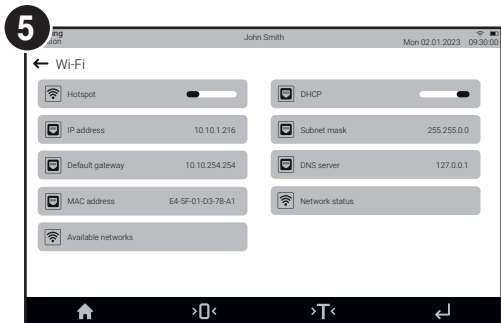 5
John Smith
Mon 02.01.2023 09:30:00
Wi-Fi
Hotspot
DHCP
IP address 10.10.1.216
Subnet mask 255.255.0.0
Default gateway 10.10.254.254
DNS server 127.0.0.1
MAC address E4-5F-01-D3-78-A1
Network status
Available networks
>0< >T<